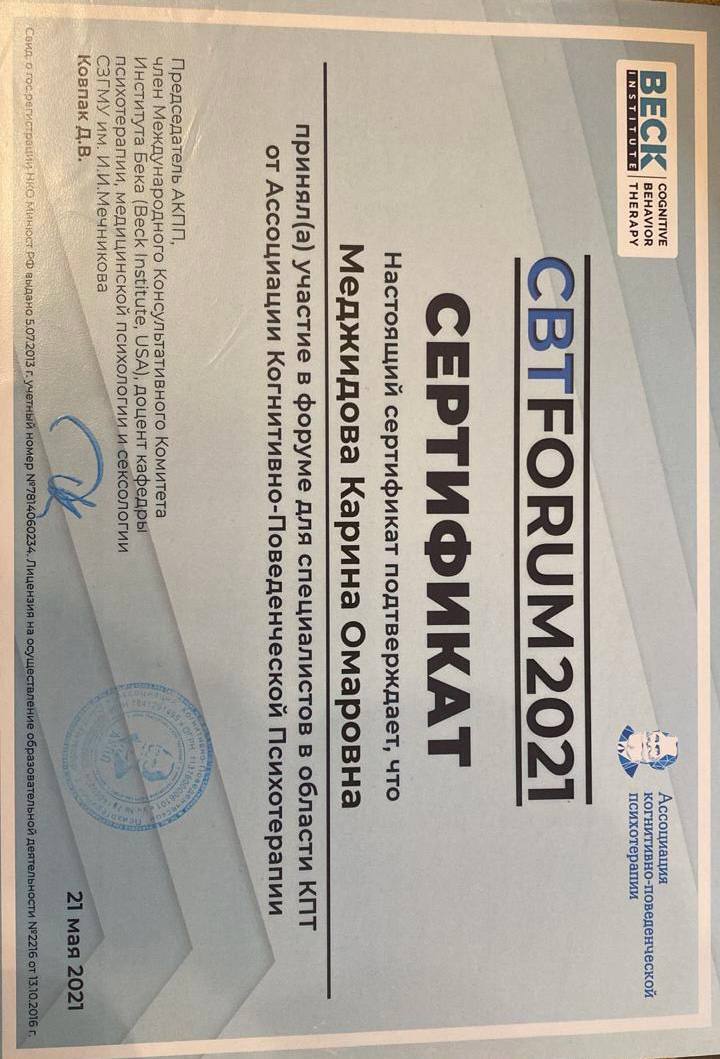 BECK
INSTITUTE
COGNITIVE
BEHAVIOR
THERAPY
Ассоциация
когнитивно-поведенческой
психотерапии
CBTFORUM2021
СЕРТИФИКАТ
Настоящий сертификат подтверждает, что
Меджидова Карина Омаровна
принял(а) участие в форуме для специалистов в области КПТ
от Ассоциации Когнитивно-Поведенческой Психотерапии
Председатель АКПП,
член Международного Консультативного Комитета
Института Бека (Beck Institute, USA), доцент кафедры
психотерапии, медицинской психологии и сексологии
СЗГМУ им. И.И.Мечникова
Ковпак Д.В.
21 мая 2021
Свид. о гос.регистрации НКО Минюст РФ выдано 5.07.2013 г. учетный номер №7814060234. Лицензия на осуществление образовательной деятельности №2216 от 13.10.2016 г.